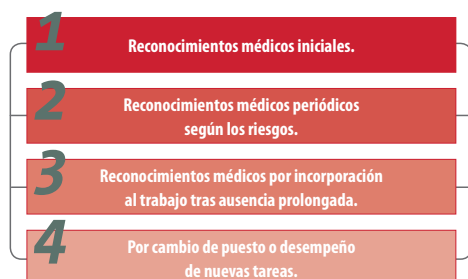 1
Reconocimientos médicos iniciales.
2
Reconocimientos médicos periódicos
según los riesgos.
3
Reconocimientos médicos por incorporación
al trabajo tras ausencia prolongada.
4
Por cambio de puesto o desempeño
de nuevas tareas.